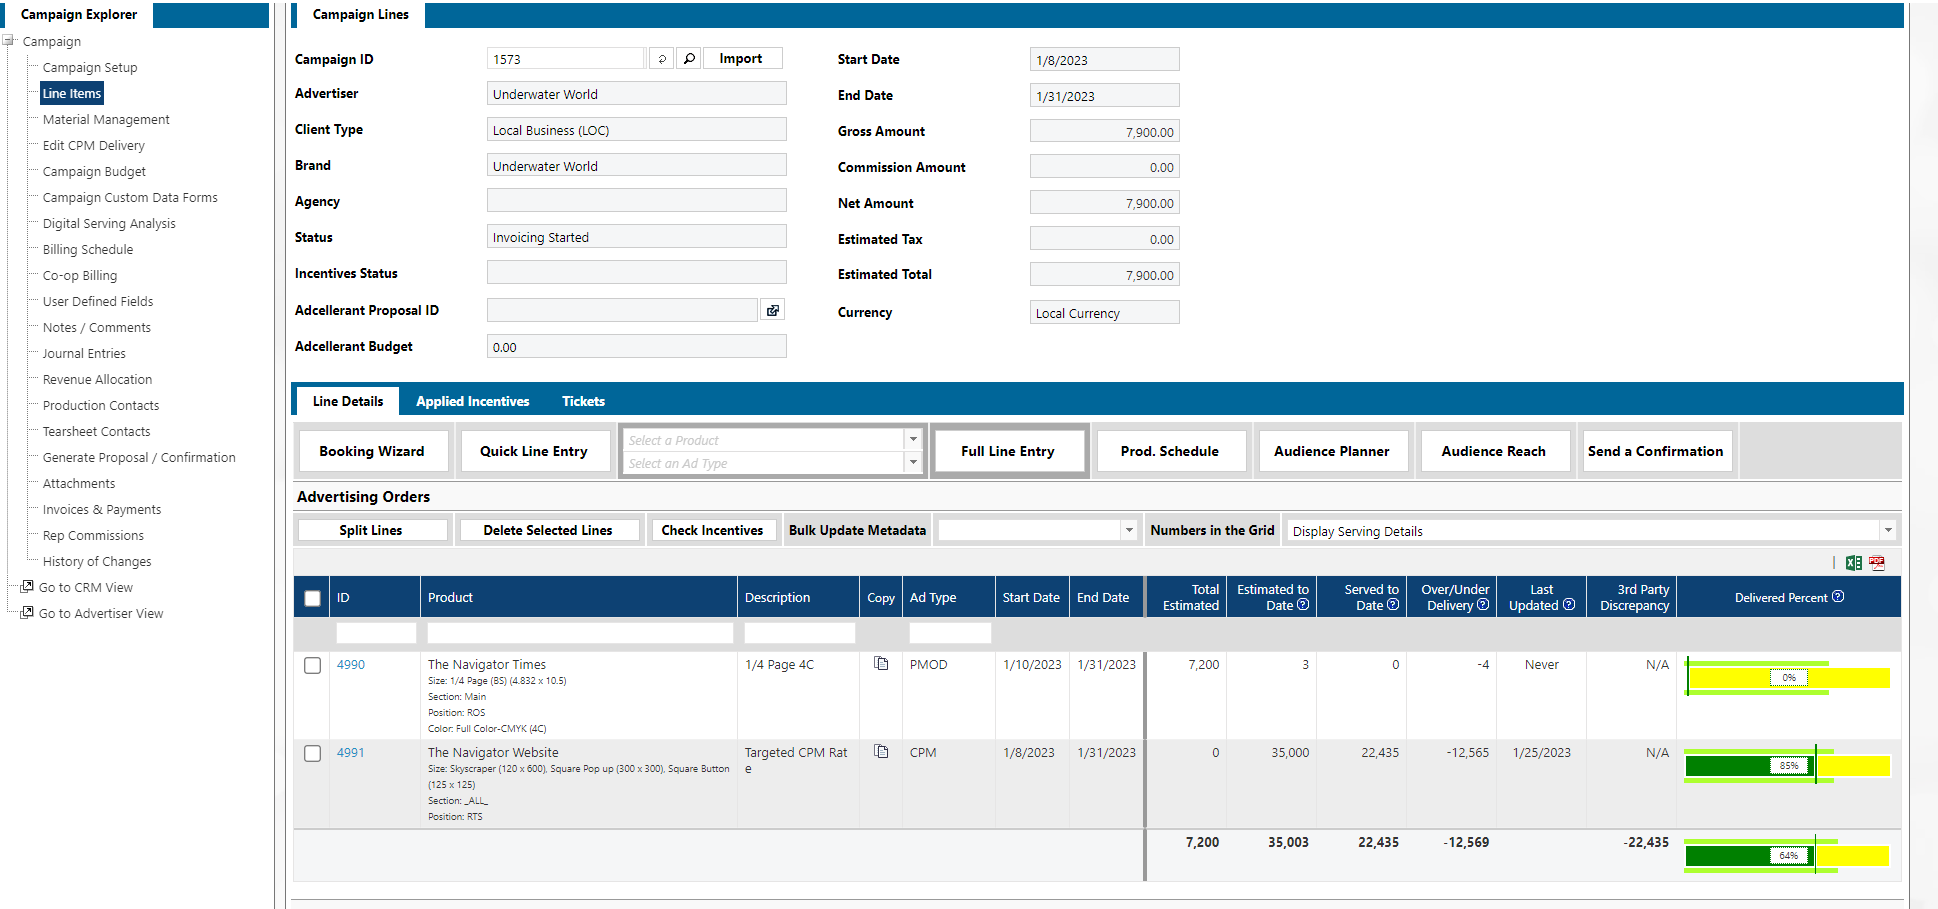 Campaign Explorer
Campaign
Campaign Setup
Line Items
Material Management
Edit CPM Delivery
Campaign Budget
Campaign Custom Data Forms
Digital Serving Analysis
Billing Schedule
Co-op Billing
User Defined Fields
Notes / Comments
Journal Entries
Revenue Allocation
Production Contacts
Tearsheet Contacts
Generate Proposal / Confirmation
Attachments
Invoices & Payments
Rep Commissions
History of Changes
Go to CRM View
Go to Advertiser View
Campaign Lines
Campaign ID 1573 Import
Advertiser Underwater World
Client Type Local Business (LOC)
Brand Underwater World
Agency
Status Invoicing Started
Incentives Status
Adcellerant Proposal ID
Adcellerant Budget 0.00
Start Date 1/8/2023
End Date 1/31/2023
Gross Amount 7,900.00
Commission Amount 0.00
Net Amount 7,900.00
Estimated Tax 0.00
Estimated Total 7,900.00
Currency Local Currency
Line Details Applied Incentives Tickets
Booking Wizard Quick Line Entry Select a Product Select an Ad Type Full Line Entry Prod. Schedule Audience Planner Audience Reach Send a Confirmation
Advertising Orders
Split Lines Delete Selected Lines Check Incentives Bulk Update Metadata Numbers in the Grid Display Serving Details
PDF
ID Product Description Copy Ad Type Start Date End Date Total Estimated Estimated to Date Served to Date Over/Under Delivery Last Updated 3rd Party Discrepancy Delivered Percent
4990 The Navigator Times 1/4 Page 4C PMOD 1/10/2023 1/31/2023 7,200 3 0 -4 Never N/A 0%
Size: 1/4 Page (BS) (4.832 x 10.5)
Section: Main
Position: ROS
Color: Full Color-CMYK (4C)
4991 The Navigator Website Targeted CPM Rat
e CPM 1/8/2023 1/31/2023 0 35,000 22,435 -12,565 1/25/2023 N/A 85%
Size: Skyscraper (120 x 600), Square Pop up (300 x 300), Square Button
(125 x 125)
Section: _ALL_
Position: RTS
7,200 35,003 22,435 -12,569 -22,435 64%